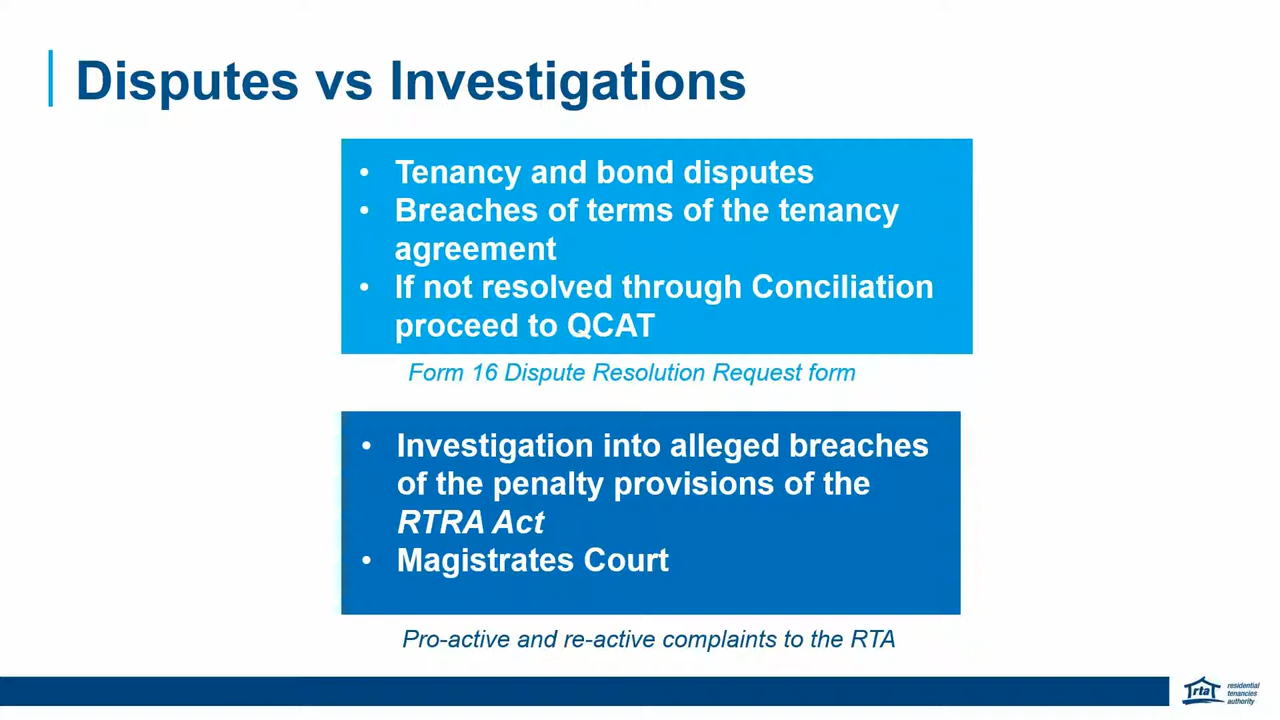 Disputes vs Investigations
• Tenancy and bond disputes
• Breaches of terms of the tenancy
agreement
• If not resolved through Conciliation
proceed to QCAT
Form 16 Dispute Resolution Request form
• Investigation into alleged breaches
of the penalty provisions of the
RTRA Act
• Magistrates Court
Pro-active and re-active complaints to the RTA
rta
residential
tenancies
authority